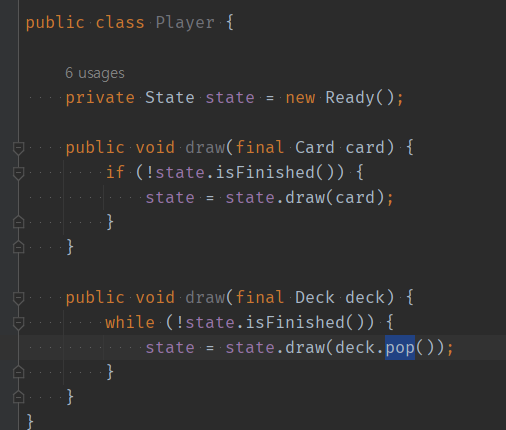 public class Player {
6 usages
private State state = new Ready();
public void draw(final Card card) {
if (!state.isFinished()) {
state = state.draw(card);
}
}
public void draw(final Deck deck) {
while (!state.isFinished()) {
state = state.draw(deck.pop());
}
}
}